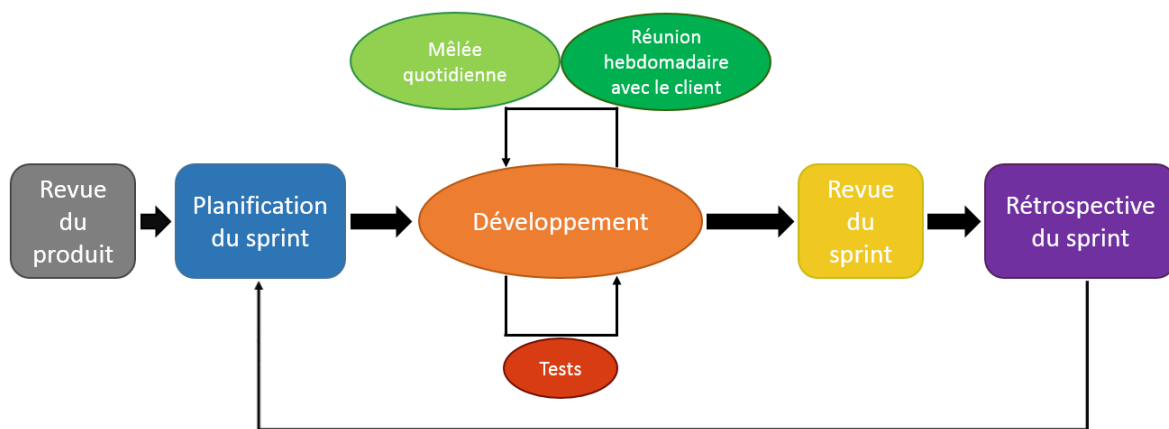 Mêlée
quotidienne
Réunion
hebdomadaire
avec le client
Revue
du
produit
Planification
du sprint
Développement
Revue
du
sprint
Rétrospective
du sprint
Tests